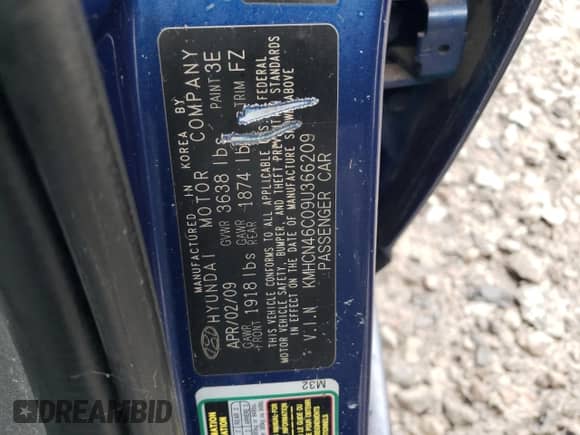 MANUFACTURED IN KOREA BY
HYUNDAI MOTOR COMPANY
APR/02/09 GVWR 3638 lbs PAINT 3E
GAWR FRONT 1918 lbs GAWR REAR 1874 lb TRIM FZ
THIS VEHICLE CONFORMS TO ALL APPLICABLE FEDERAL
MOTOR VEHICLE SAFETY, BUMPER, AND THEFT PREVENTION STANDARDS
IN EFFECT ON THE DATE OF MANUFACTURE SHOWN ABOVE
V.I.N KMHCN46C09U366209
PASSENGER CAR
M32
DREAMBID